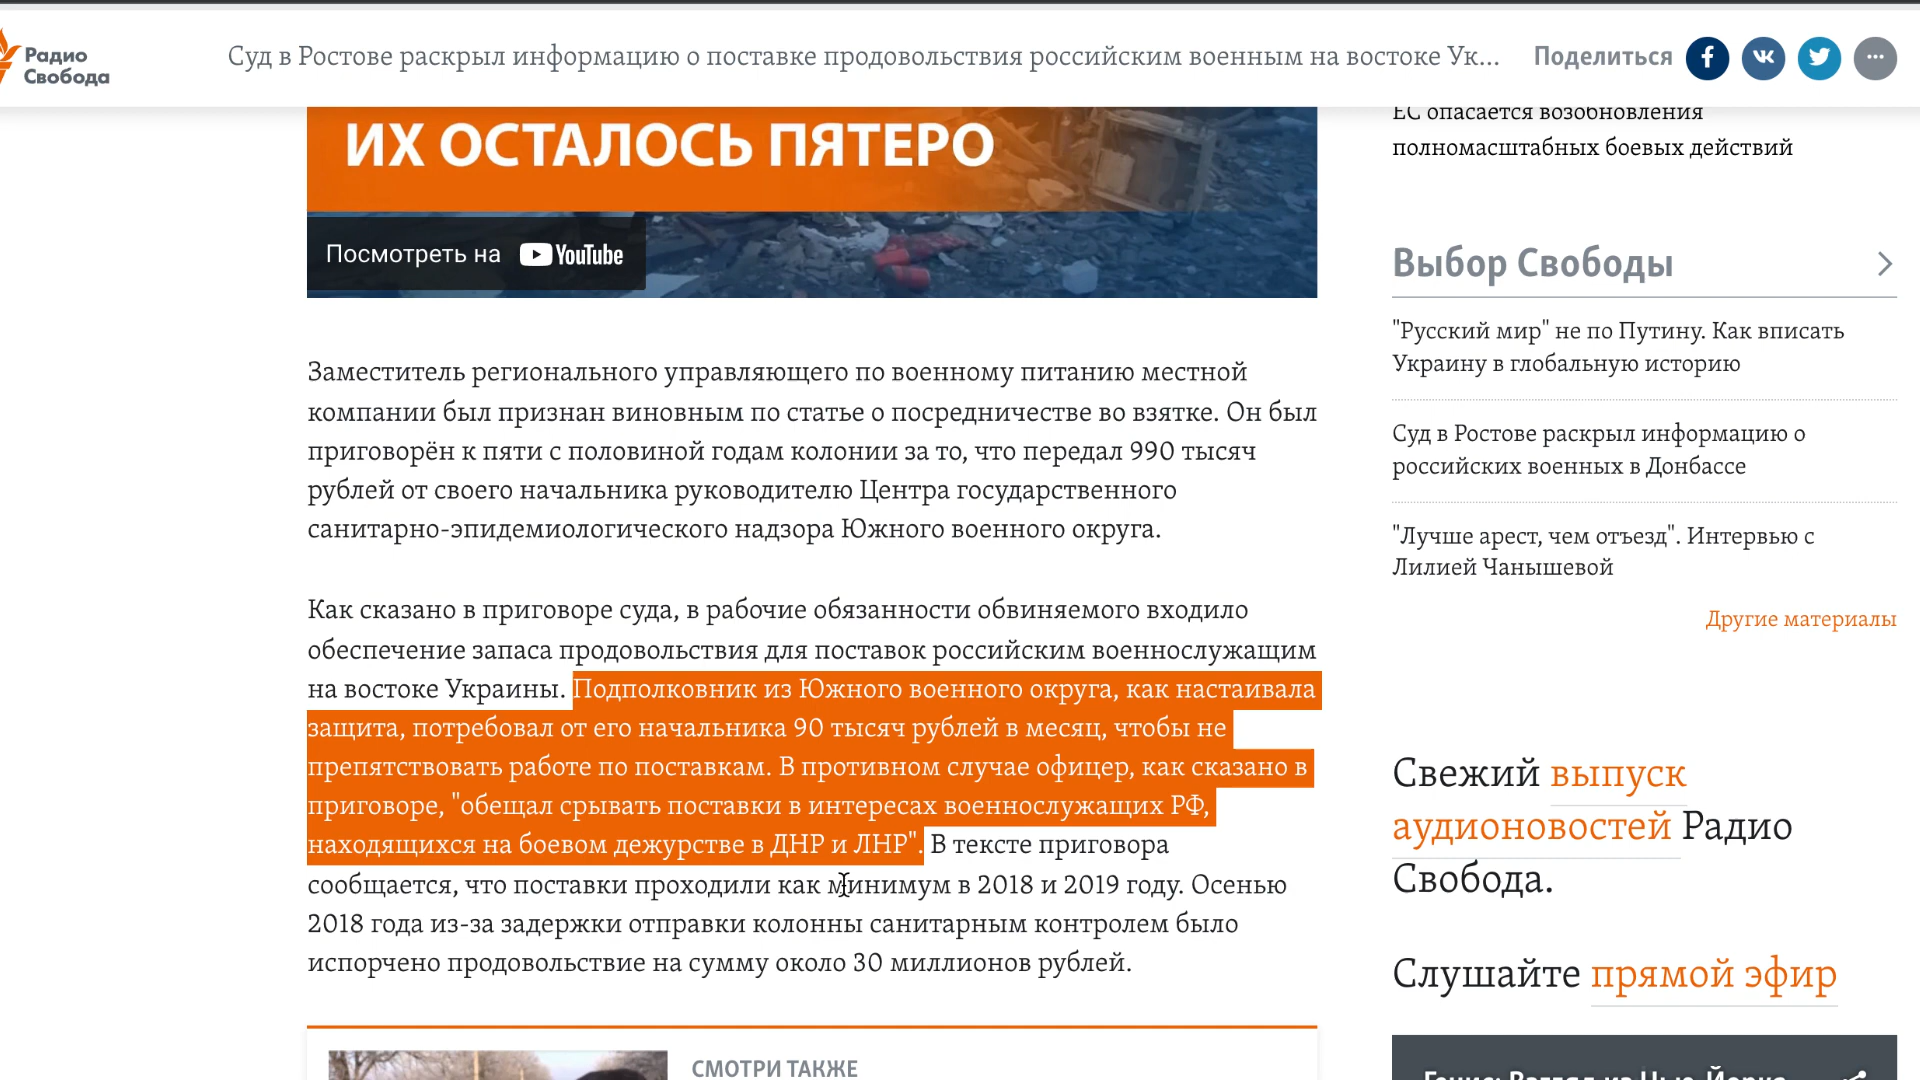 Радио
Свобода
Суд в Ростове раскрыл информацию о поставке продовольствия российским военным на востоке Ук...
Поделиться
ИХ ОСТАЛОСЬ ПЯТЕРО
Посмотреть на YouTube
Заместитель регионального управляющего по военному питанию местной
компании был признан виновным по статье о посредничестве во взятке. Он был
приговорён к пяти с половиной годам колонии за то, что передал 990 тысяч
рублей от своего начальника руководителю Центра государственного
санитарно-эпидемиологического надзора Южного военного округа.
Как сказано в приговоре суда, в рабочие обязанности обвиняемого входило
обеспечение запаса продовольствия для поставок российским военнослужащим
на востоке Украины. Подполковник из Южного военного округа, как настаивала
защита, потребовал от его начальника 90 тысяч рублей в месяц, чтобы не
препятствовать работе по поставкам. В противном случае офицер, как сказано в
приговоре, "обещал срывать поставки в интересах военнослужащих РФ,
находящихся на боевом дежурстве в ДНР и ЛНР". В тексте приговора
сообщается, что поставки проходили как минимум в 2018 и 2019 году. Осенью
2018 года из-за задержки отправки колонны санитарным контролем было
испорчено продовольствие на сумму около 30 миллионов рублей.
СМОТРИ ТАКЖЕ
ЕС опасается возобновления
полномасштабных боевых действий
Выбор Свободы
"Русский мир" не по Путину. Как вписать
Украину в глобальную историю
Суд в Ростове раскрыл информацию о
российских военных в Донбассе
"Лучше арест, чем отъезд". Интервью с
Лилией Чанышевой
Другие материалы
Свежий выпуск
аудионовостей Радио
Свобода.
Слушайте прямой эфир